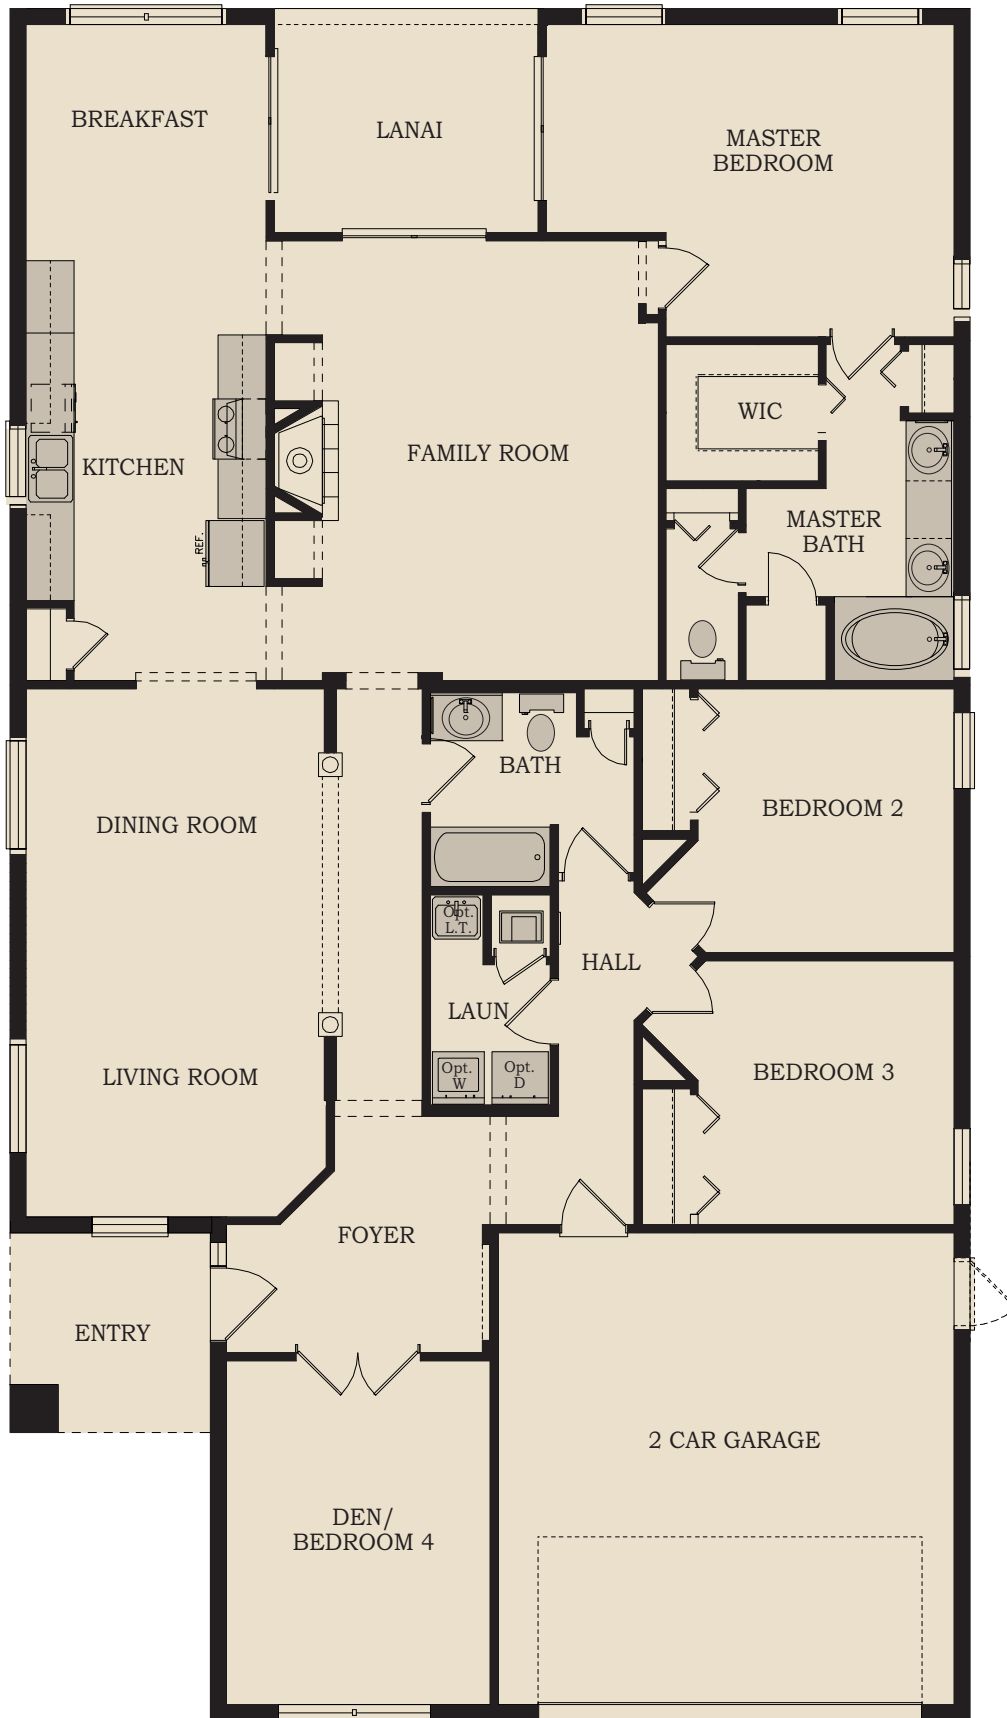 BREAKFAST
LANAI
MASTER
BEDROOM
WIC
KITCHEN
FAMILY ROOM
MASTER
BATH
REF.
BATH
DINING ROOM
BEDROOM 2
Opt.
L.T.
HALL
LAUN
LIVING ROOM
Opt.
W
Opt.
D
BEDROOM 3
FOYER
ENTRY
2 CAR GARAGE
DEN/
BEDROOM 4